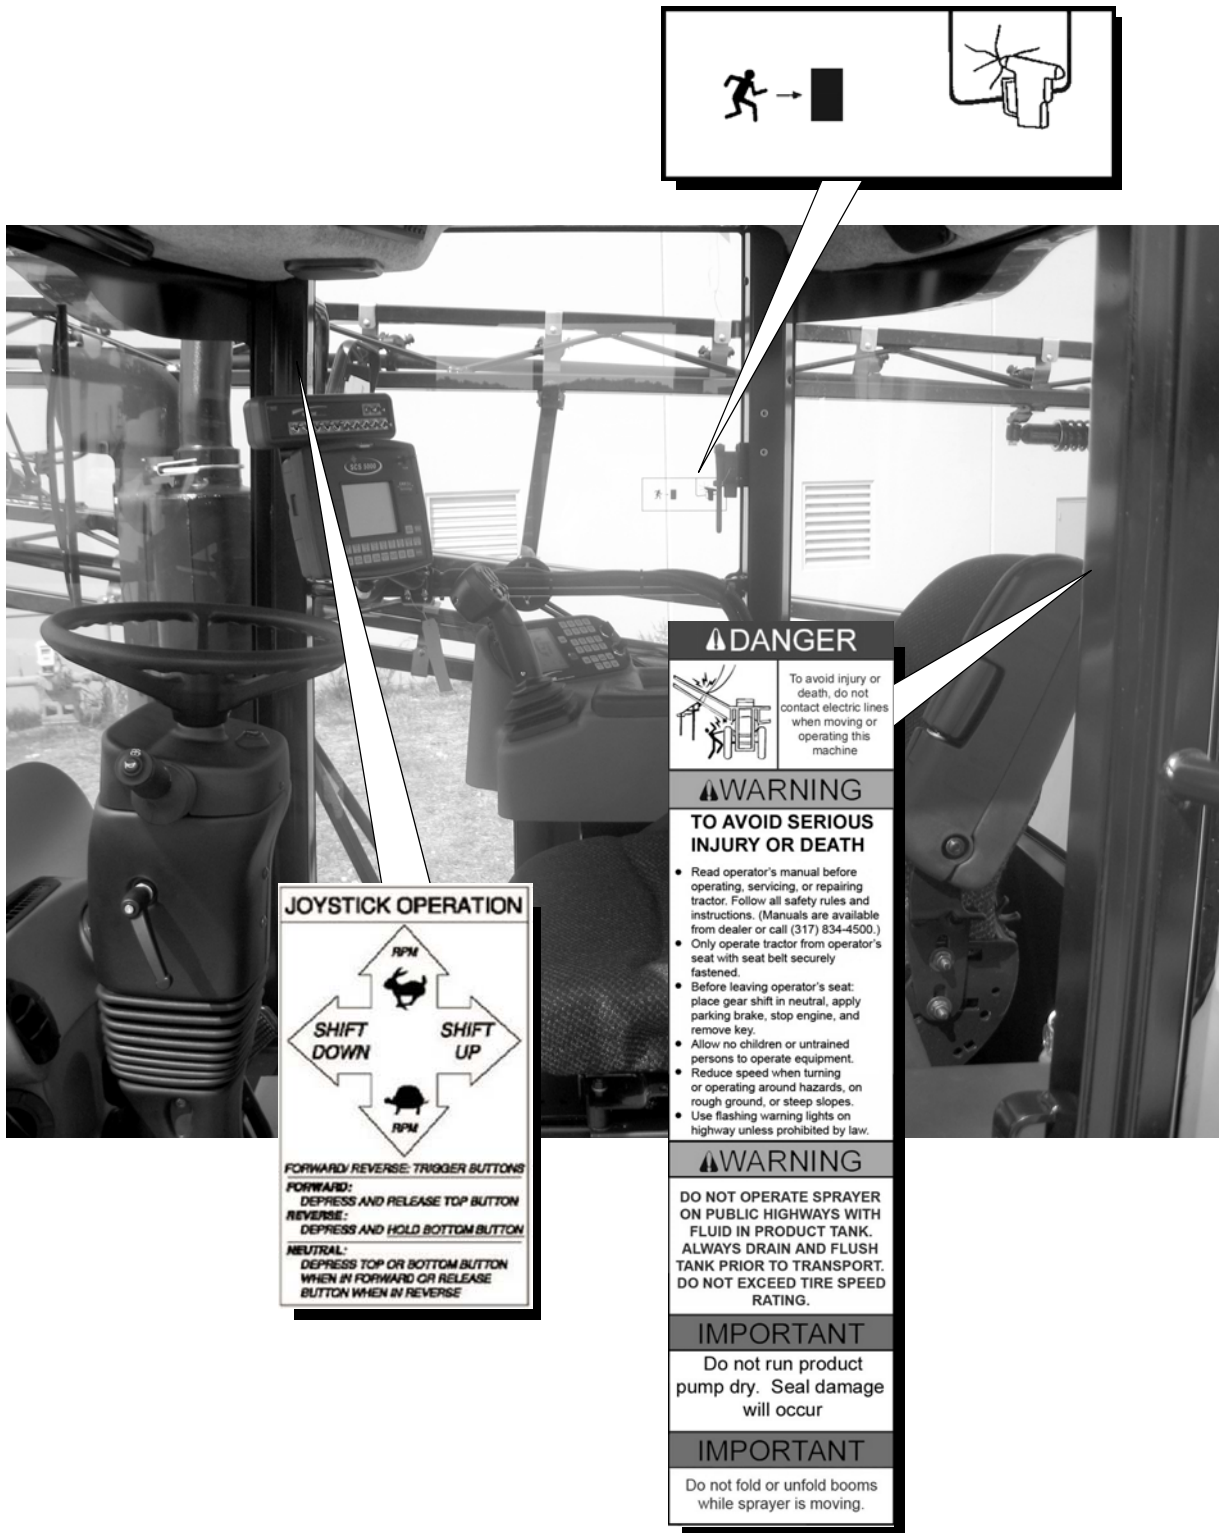 SCS 5000
DANGER
To avoid injury or
death, do not
contact electric lines
when moving or
operating this
machine
WARNING
TO AVOID SERIOUS
INJURY OR DEATH
• Read operator's manual before
operating, servicing, or repairing
tractor. Follow all safety rules and
instructions. (Manuals are available
from dealer or call (317) 834-4500.)
• Only operate tractor from operator's
seat with seat belt securely
fastened.
• Before leaving operator's seat:
place gear shift in neutral, apply
parking brake, stop engine, and
remove key.
• Allow no children or untrained
persons to operate equipment.
• Reduce speed when turning
or operating around hazards, on
rough ground, or steep slopes.
• Use flashing warning lights on
highway unless prohibited by law.
WARNING
DO NOT OPERATE SPRAYER
ON PUBLIC HIGHWAYS WITH
FLUID IN PRODUCT TANK.
ALWAYS DRAIN AND FLUSH
TANK PRIOR TO TRANSPORT.
DO NOT EXCEED TIRE SPEED
RATING.
IMPORTANT
Do not run product
pump dry. Seal damage
will occur
IMPORTANT
Do not fold or unfold booms
while sprayer is moving.
JOYSTICK OPERATION
RPM
SHIFT DOWN
SHIFT UP
RPM
FORWARD/ REVERSE: TRIGGER BUTTONS
FORWARD:
DEPRESS AND RELEASE TOP BUTTON
REVERSE:
DEPRESS AND HOLD BOTTOM BUTTON
NEUTRAL:
DEPRESS TOP OR BOTTOM BUTTON
WHEN IN FORWARD OR RELEASE
BUTTON WHEN IN REVERSE